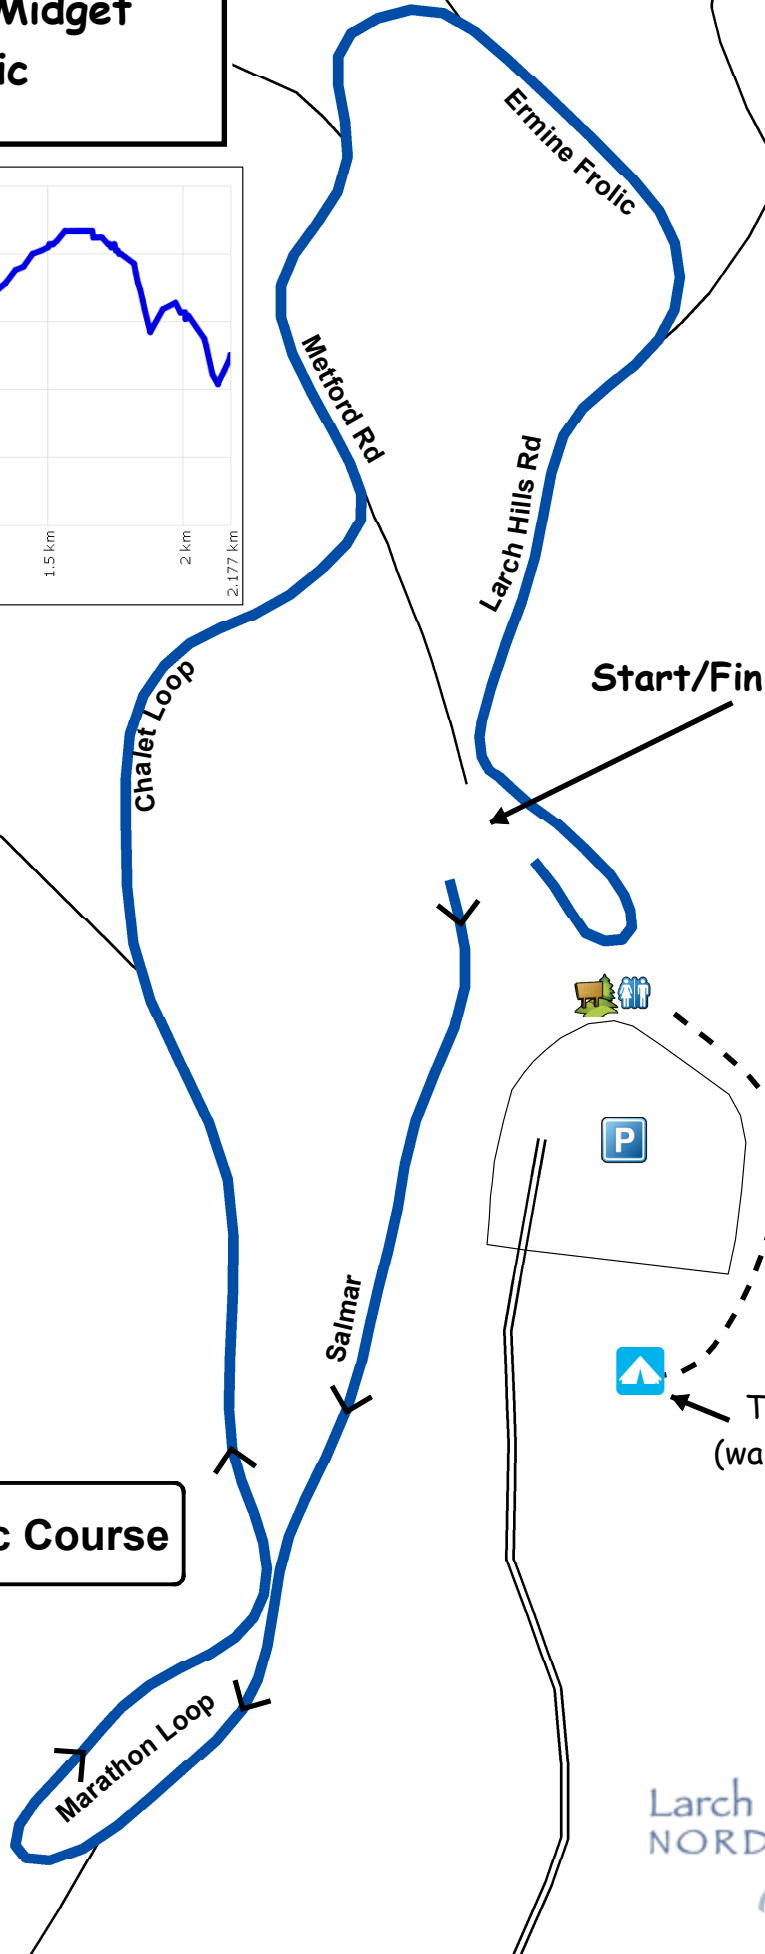 Midget
ic
1.5 km
2 km
2.177 km
Ermine Frolic
Metford Rd
Larch Hills Rd
Chalet Loop
Start/Fin
P
Salmar
T
(wa
c Course
Marathon Loop
Larch
NORD